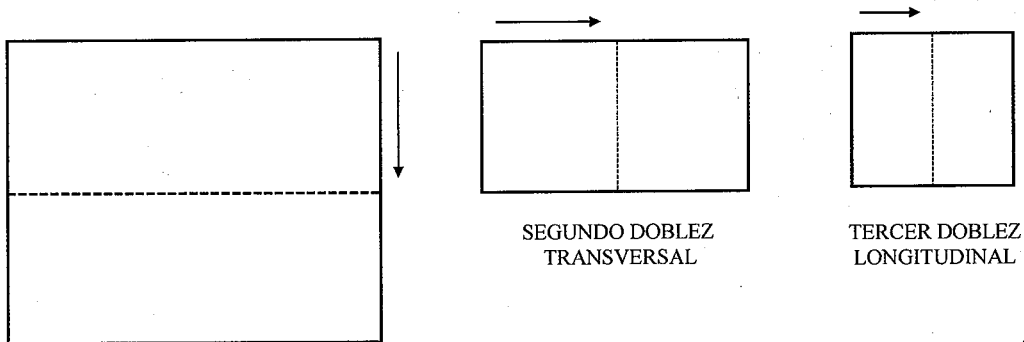 SEGUNDO DOBLEZ
TRANSVERSAL
TERCER DOBLEZ
LONGITUDINAL